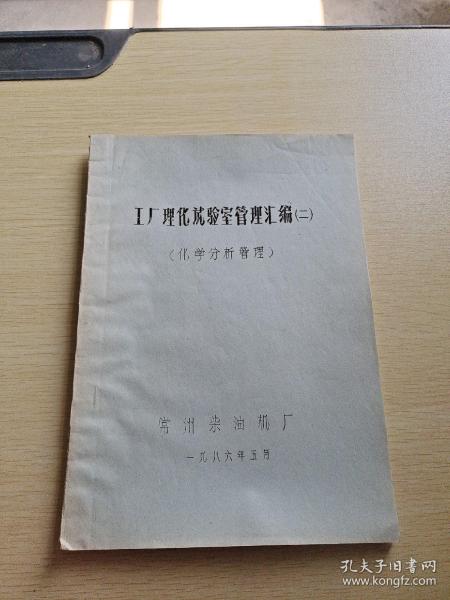 工厂理化试验室管理汇编(二)
(化学分析管理)
常州柴油机厂
一九八六年五月
孔夫子旧书网
www.kongfz.com